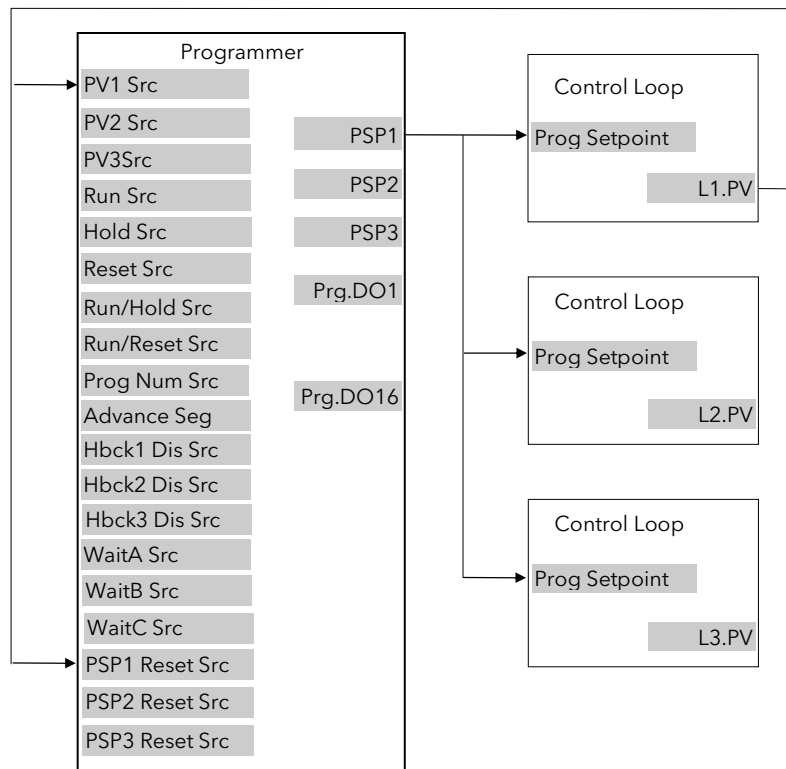 Programmer
PV1 Src
PV2 Src
PV3Src
Run Src
Hold Src
Reset Src
Run/Hold Src
Run/Reset Src
Prog Num Src
Advance Seg
Hbck1 Dis Src
Hbck2 Dis Src
Hbck3 Dis Src
WaitA Src
WaitB Src
WaitC Src
PSP1 Reset Src
PSP2 Reset Src
PSP3 Reset Src
PSP1
PSP2
PSP3
Prg.DO1
Prg.DO16
Control Loop
Prog Setpoint
L1.PV
Control Loop
Prog Setpoint
L2.PV
Control Loop
Prog Setpoint
L3.PV